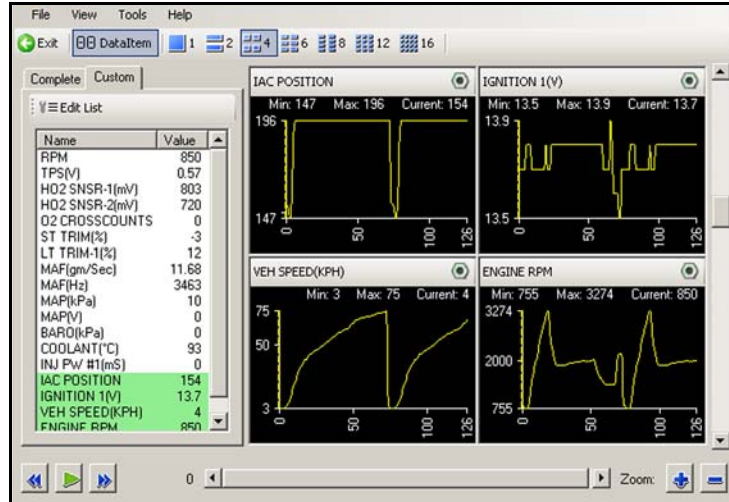 File View Tools Help
Exit DataItem 1 2 4 6 8 12 16
Complete Custom
Edit List
Name Value
RPM 850
TPS(V) 0.57
HO2 SNSR-1(mV) 803
HO2 SNSR-2(mV) 720
O2 CROSSCOUNTS 0
ST TRIM(%) -3
LT TRIM-1(%) 12
MAF(gm/Sec) 11.68
MAF(Hz) 3463
MAP(kPa) 10
MAP(V) 0
BARO(kPa) 0
COOLANT(°C) 93
INJ PW #1(mS) 0
IAC POSITION 154
IGNITION 1(V) 13.7
VEH SPEED(KPH) 4
ENGINE RPM 850
IAC POSITION
Min: 147 Max: 196 Current: 154
196
147
0 50 100 126
IGNITION 1(V)
Min: 13.5 Max: 13.9 Current: 13.7
13.9
13.5
0 50 100 126
VEH SPEED(KPH)
Min: 3 Max: 75 Current: 4
75
50
3
0 50 100 126
ENGINE RPM
Min: 755 Max: 3274 Current: 850
3274
2000
755
0 50 100 126
0 Zoom: